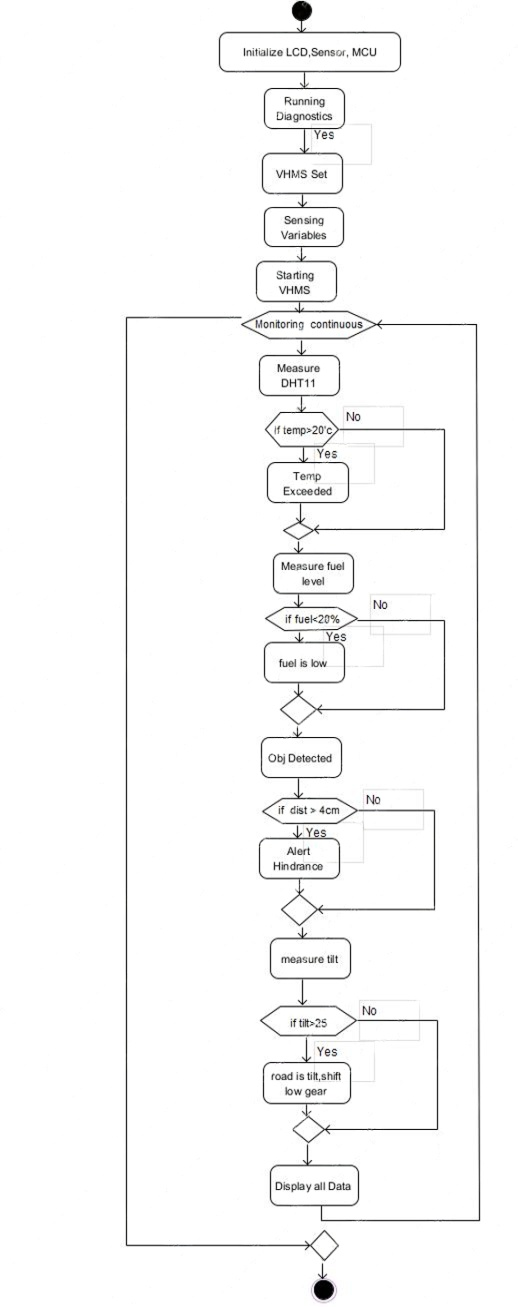 Initialize LCD,Sensor, MCU
Running
Diagnostics
Yes
VHMS Set
Sensing
Variables
Starting
VHMS
Monitoring continuous
Measure
DHT11
No
if temp>20'c
Yes
Temp
Exceeded
Measure fuel
level
No
if fuel<20%
Yes
fuel is low
Obj Detected
No
if dist > 4cm
Yes
Alert
Hindrance
measure tilt
No
if tilt>25
Yes
road is tilt,shift
low gear
Display all Data